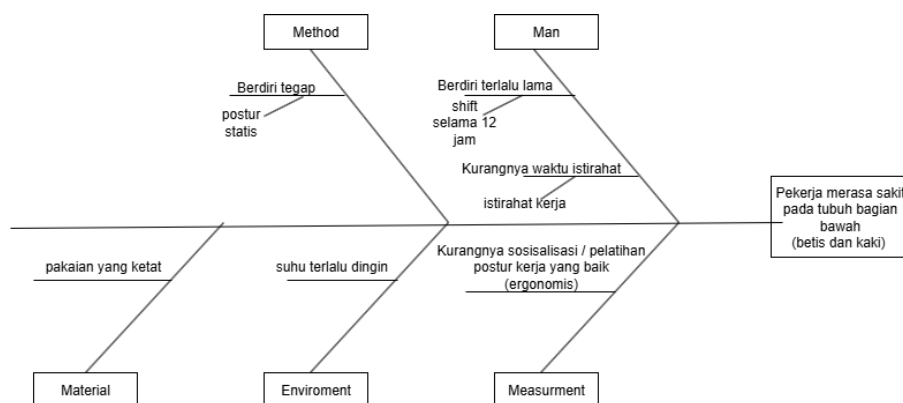 Method
Man
Berdiri tegap
postur
statis
Berdiri terlalu lama
shift
selama 12
jam
Kurangnya waktu istirahat
istirahat kerja
Pekerja merasa sakit
pada tubuh bagian
bawah
(betis dan kaki)
pakaian yang ketat
suhu terlalu dingin
Kurangnya sosisalisasi / pelatihan
postur kerja yang baik
(ergonomis)
Material
Enviroment
Measurment